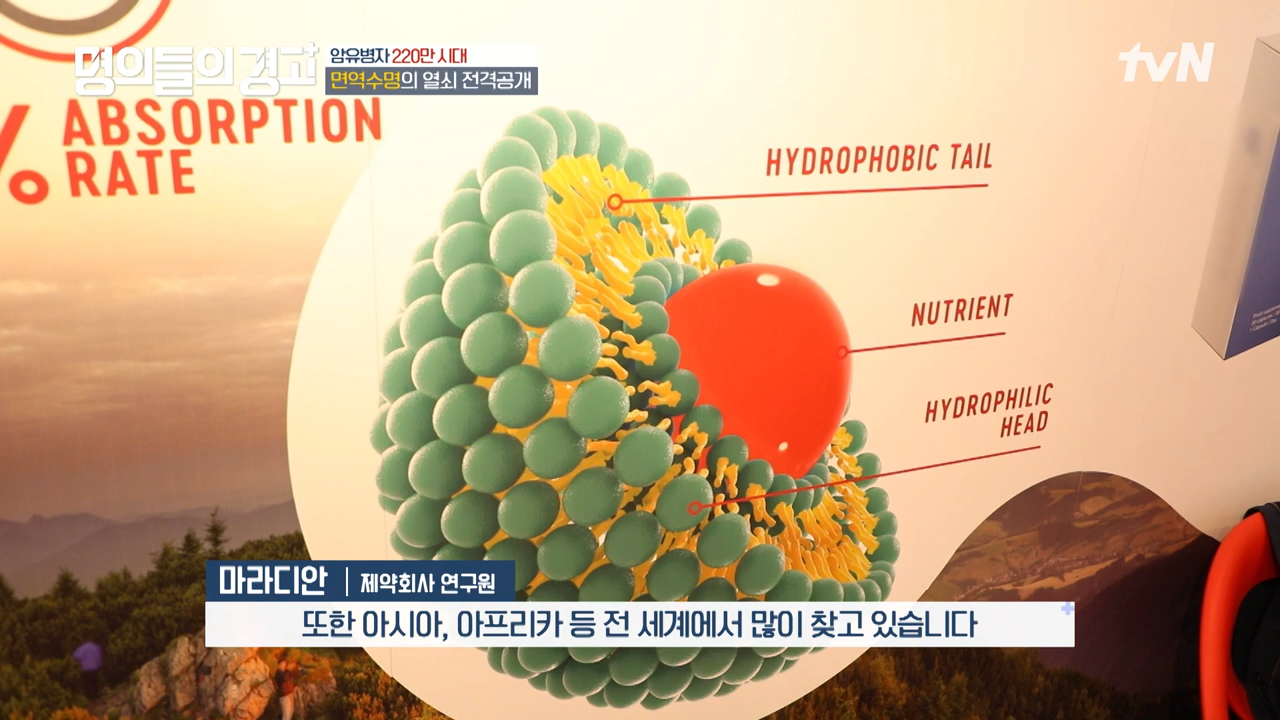 명의들의 경고+
암유병자 220만 시대
면역수명의 열쇠 전격공개
tvN
% ABSORPTION
RATE
HYDROPHOBIC TAIL
NUTRIENT
HYDROPHILIC
HEAD
마라디안 | 제약회사 연구원
또한 아시아, 아프리카 등 전 세계에서 많이 찾고 있습니다